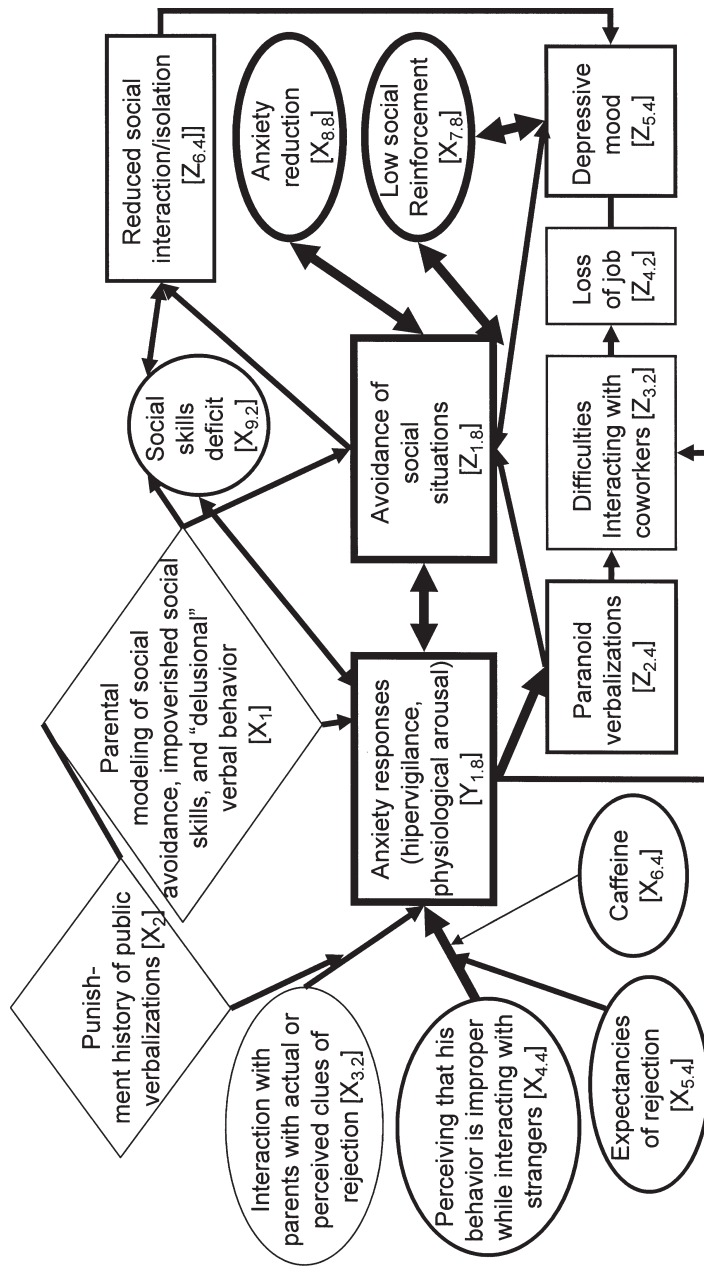 Punish-
ment history of public
verbalizations [X2]
Parental
modeling of social
avoidance, impoverished social
skills, and “delusional”
verbal behavior
[X1]
Social
skills
deficit
[X9.2]
Reduced social
interaction/isolation
[Z6.4]]
Anxiety
reduction
[X8.8]
Low social
Reinforcement
[X7.8]
Interaction with
parents with actual or
perceived clues of
rejection [X3.2]
Perceiving that his
behavior is improper
while interacting with
strangers [X4.4]
Expectancies
of rejection
[X5.4]
Caffeine
[X6.4]
Anxiety responses
(hipervigilance,
physiological arousal)
[Y1.8]
Avoidance of
social
situations
[Z1.8]
Paranoid
verbalizations
[Z2.4]
Difficulties
Interacting with
coworkers [Z3.2]
Loss
of job
[Z4.2]
Depressive
mood
[Z5.4]